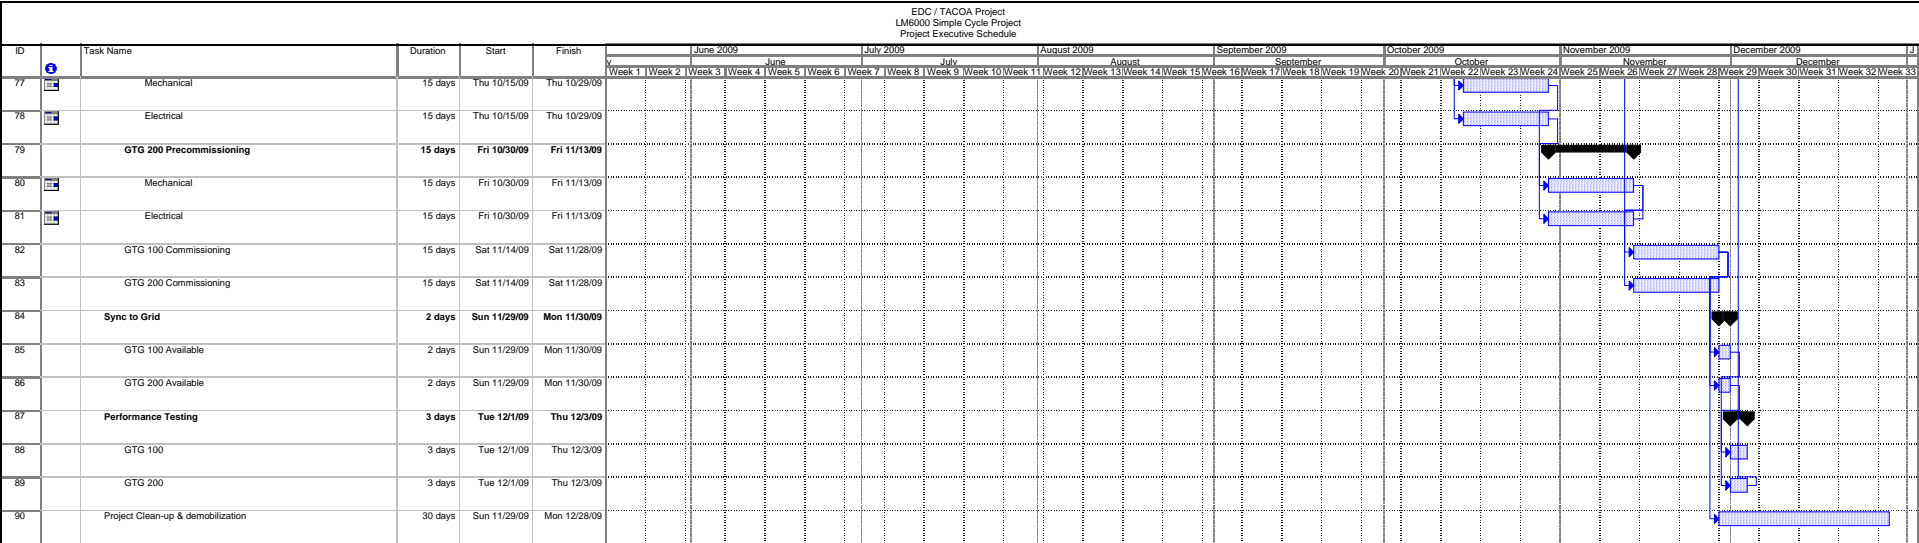 EDC / TACOA Project
LM6000 Simple Cycle Project
Project Executive Schedule
ID Task Name Duration Start Finish
June 2009 July 2009 August 2009 September 2009 October 2009 November 2009 December 2009 J
y June July August September October November December
Week 1 Week 2 Week 3 Week 4 Week 5 Week 6 Week 7 Week 8 Week 9 Week 10 Week 11 Week 12 Week 13 Week 14 Week 15 Week 16 Week 17 Week 18 Week 19 Week 20 Week 21 Week 22 Week 23 Week 24 Week 25 Week 26 Week 27 Week 28 Week 29 Week 30 Week 31 Week 32 Week 33
77 Mechanical 15 days Thu 10/15/09 Thu 10/29/09
78 Electrical 15 days Thu 10/15/09 Thu 10/29/09
79 GTG 200 Precommissioning 15 days Fri 10/30/09 Fri 11/13/09
80 Mechanical 15 days Fri 10/30/09 Fri 11/13/09
81 Electrical 15 days Fri 10/30/09 Fri 11/13/09
82 GTG 100 Commissioning 15 days Sat 11/14/09 Sat 11/28/09
83 GTG 200 Commissioning 15 days Sat 11/14/09 Sat 11/28/09
84 Sync to Grid 2 days Sun 11/29/09 Mon 11/30/09
85 GTG 100 Available 2 days Sun 11/29/09 Mon 11/30/09
86 GTG 200 Available 2 days Sun 11/29/09 Mon 11/30/09
87 Performance Testing 3 days Tue 12/1/09 Thu 12/3/09
88 GTG 100 3 days Tue 12/1/09 Thu 12/3/09
89 GTG 200 3 days Tue 12/1/09 Thu 12/3/09
90 Project Clean-up & demobilization 30 days Sun 11/29/09 Mon 12/28/09